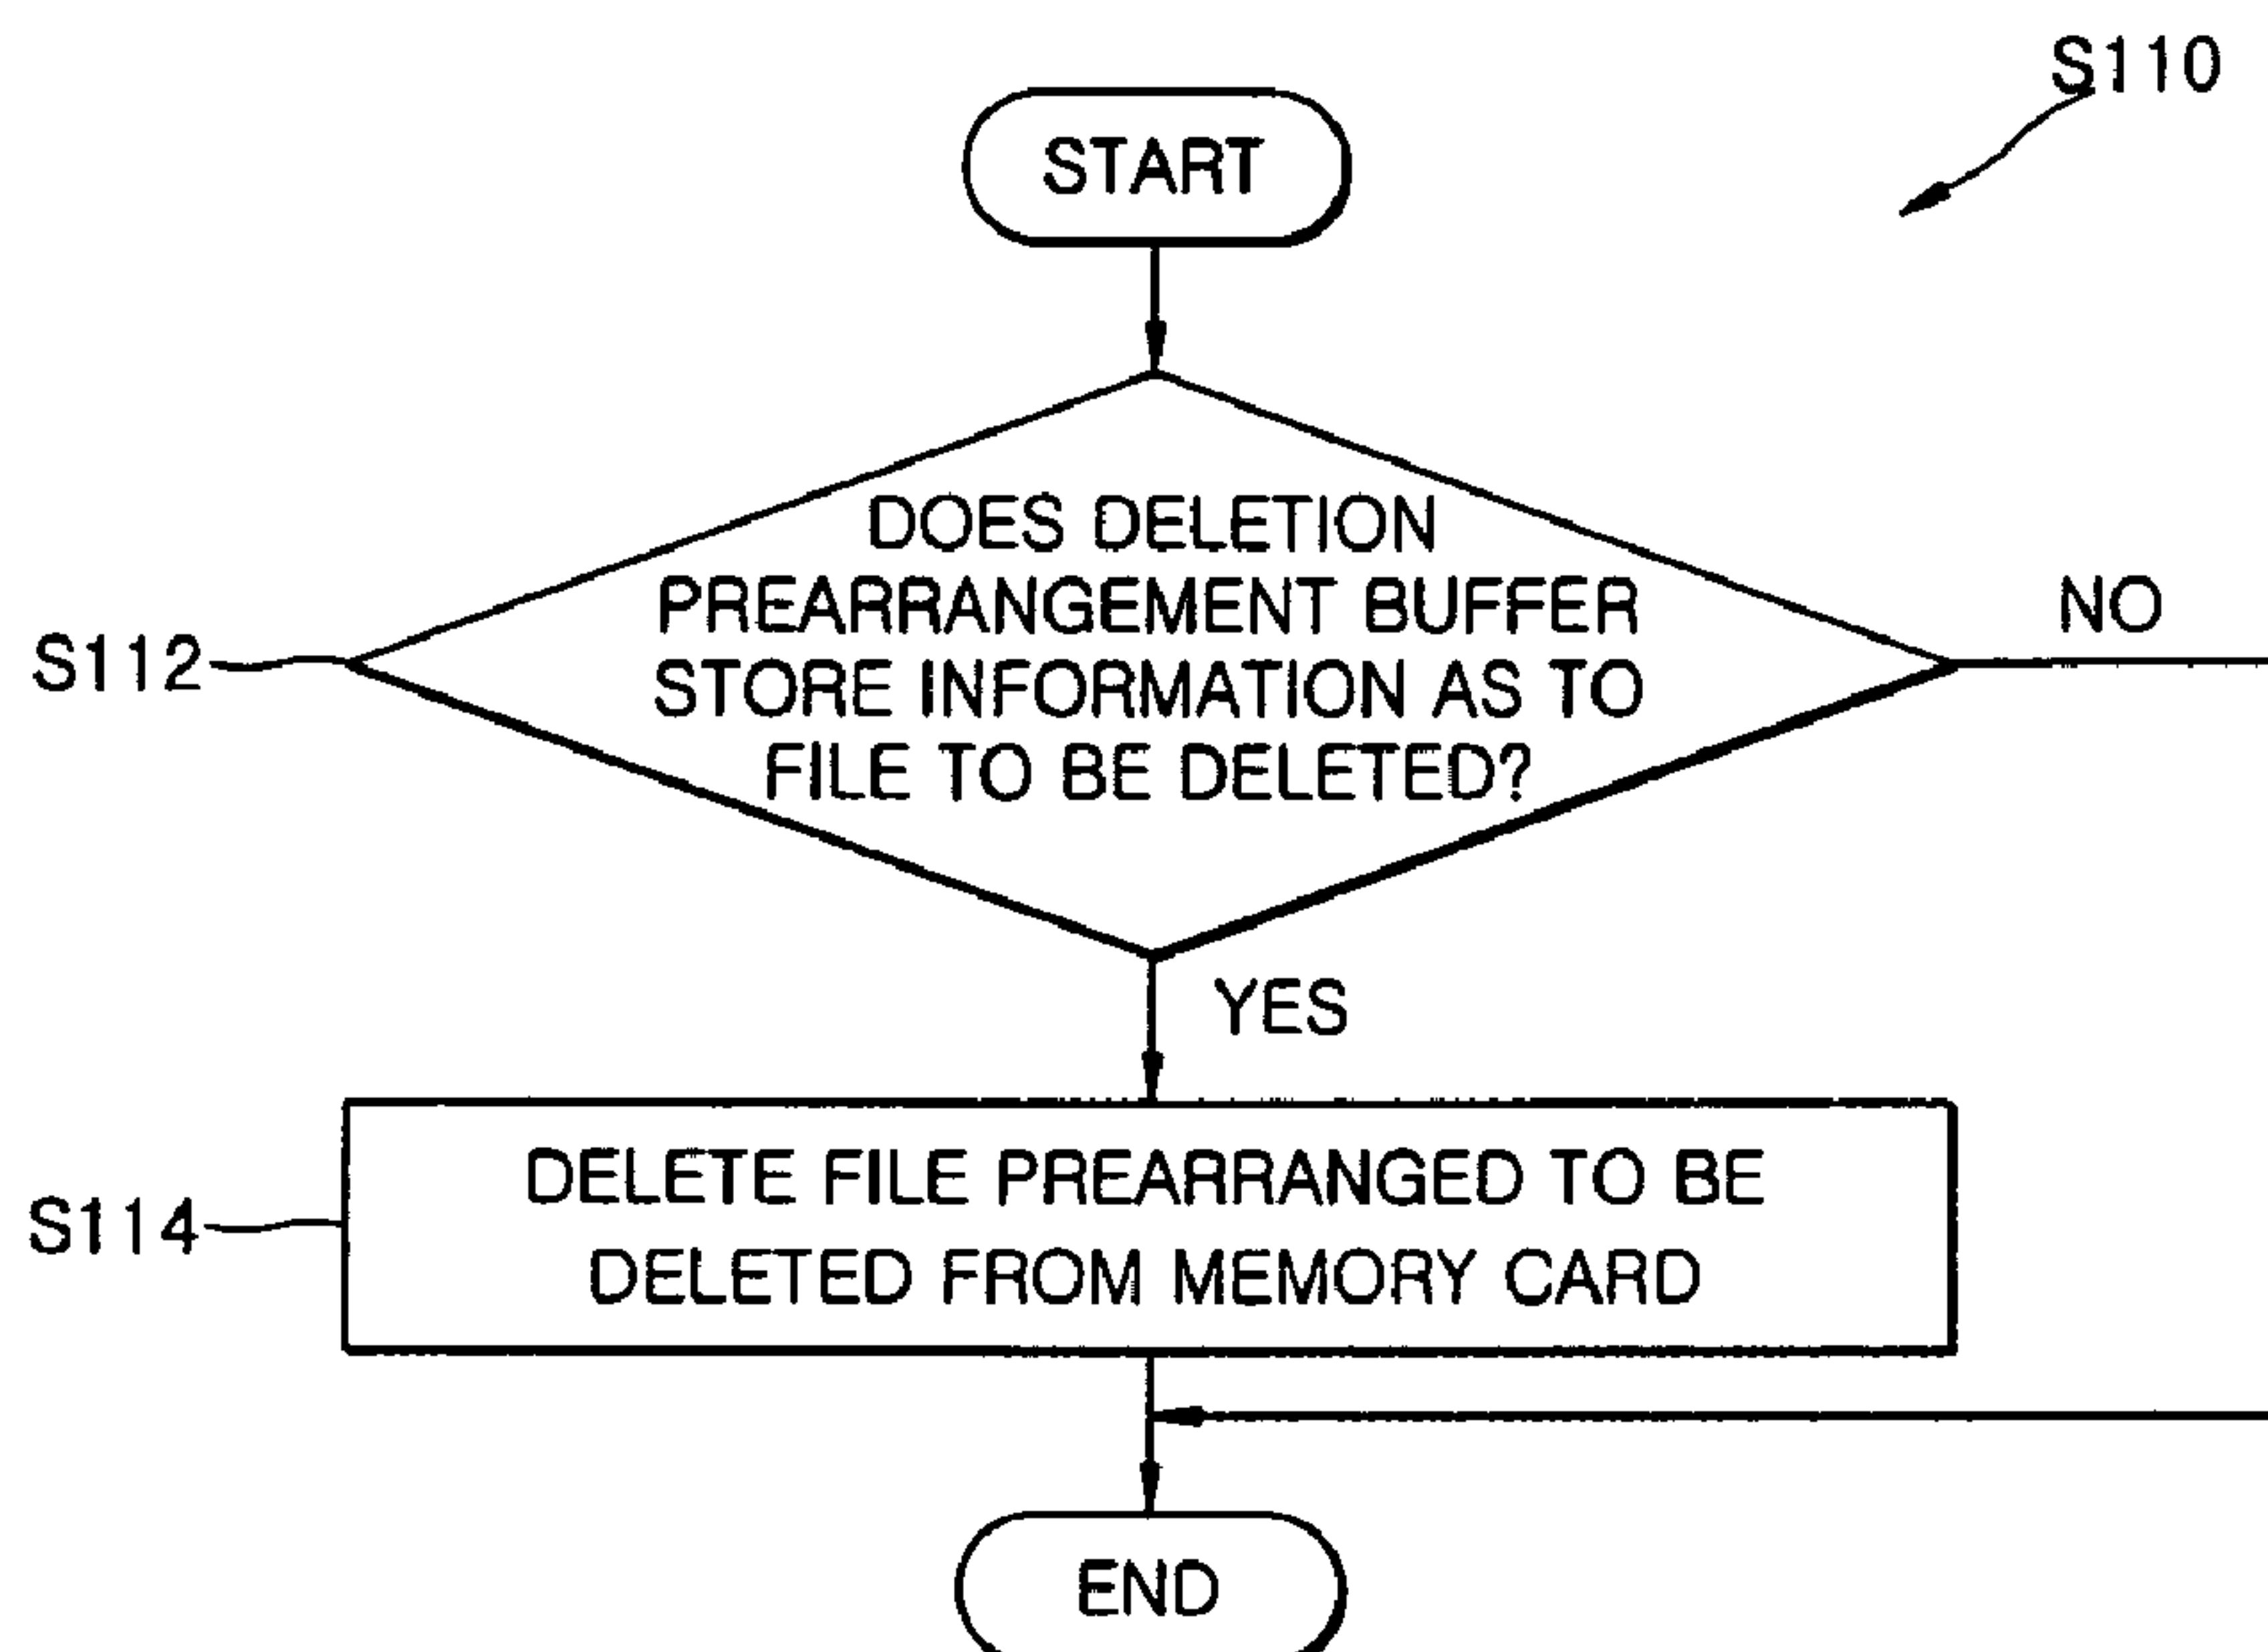 S110
START
DOES DELETION
PREARRANGEMENT BUFFER
STORE INFORMATION AS TO
FILE TO BE DELETED?
S112
NO
YES
DELETE FILE PREARRANGED TO BE
DELETED FROM MEMORY CARD
S114
END